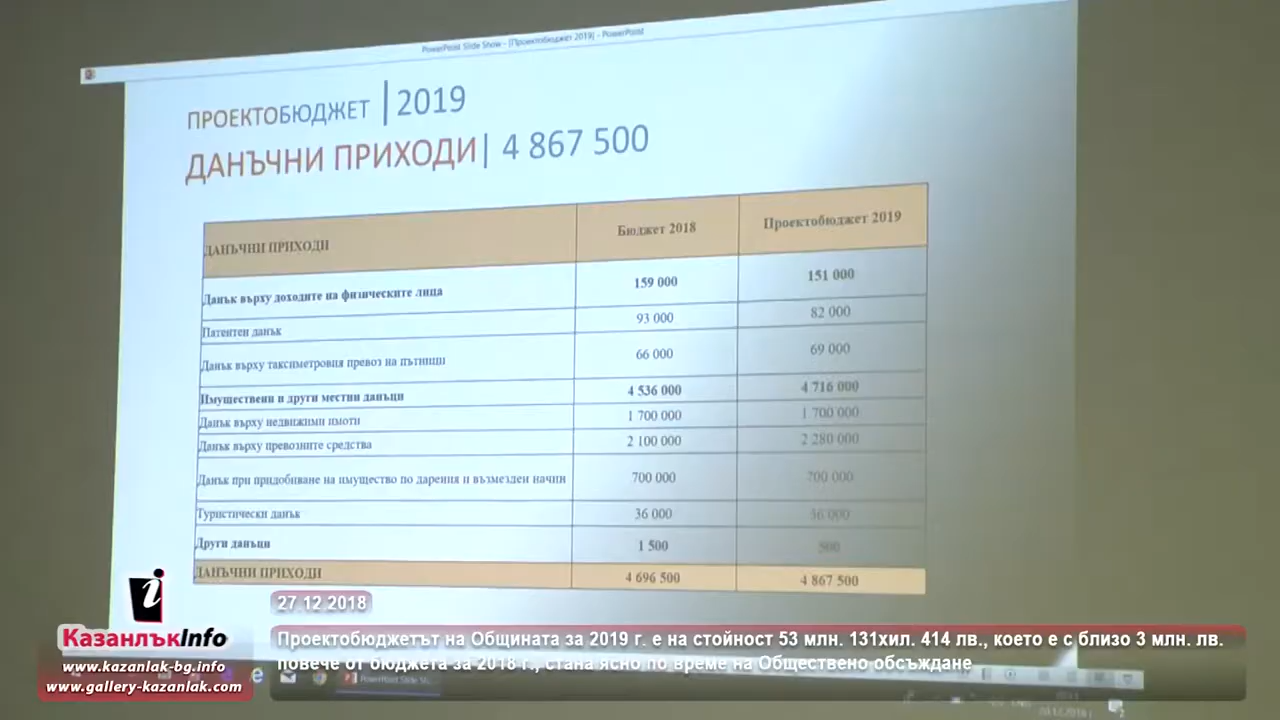 PowerPoint Slide Show - [Проектобюджет 2019] - PowerPoint
ПРОЕКТОБЮДЖЕТ | 2019
ДАНЪЧНИ ПРИХОДИ | 4 867 500
ДАНЪЧНИ ПРИХОДИ Бюджет 2018 Проектобюджет 2019
Данък върху доходите на физическите лица 159 000 151 000
Патентен данък 93 000 82 000
Данък върху таксиметровия превоз на пътници 66 000 69 000
Имуществени и други местни данъци 4 536 000 4 716 000
Данък върху недвижими имоти 1 700 000 1 700 000
Данък върху превозните средства 2 100 000 2 280 000
Данък при придобиване на имущество по дарения и възмезден начин 700 000 700 000
Туристически данък 36 000 36 000
Други данъци 1 500 500
ДАНЪЧНИ ПРИХОДИ 4 696 500 4 867 500
27.12.2018
Проектобюджетът на Общината за 2019 г. е на стойност 53 млн. 131хил. 414 лв., което е с близо 3 млн. лв.
повече от бюджета за 2018 г., стана ясно по време на Обществено обсъждане
КазанлъкInfo
www.kazanlak-bg.info
www.gallery-kazanlak.com
PowerPoint Slide Sh...